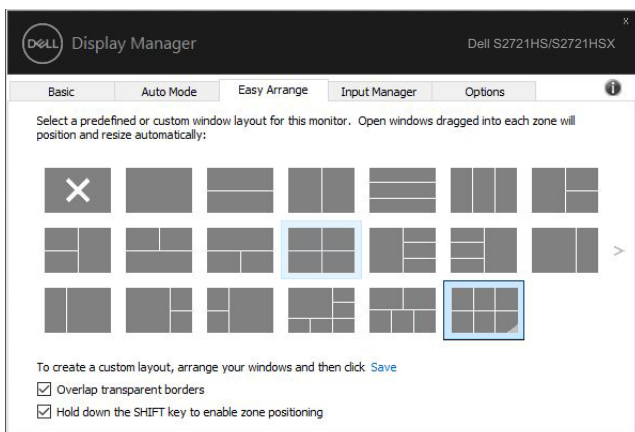 x
DELL Display Manager Dell S2721HS/S2721HSX
Basic Auto Mode Easy Arrange Input Manager Options
Select a predefined or custom window layout for this monitor. Open windows dragged into each zone will
position and resize automatically:
>
To create a custom layout, arrange your windows and then click Save
Overlap transparent borders
Hold down the SHIFT key to enable zone positioning